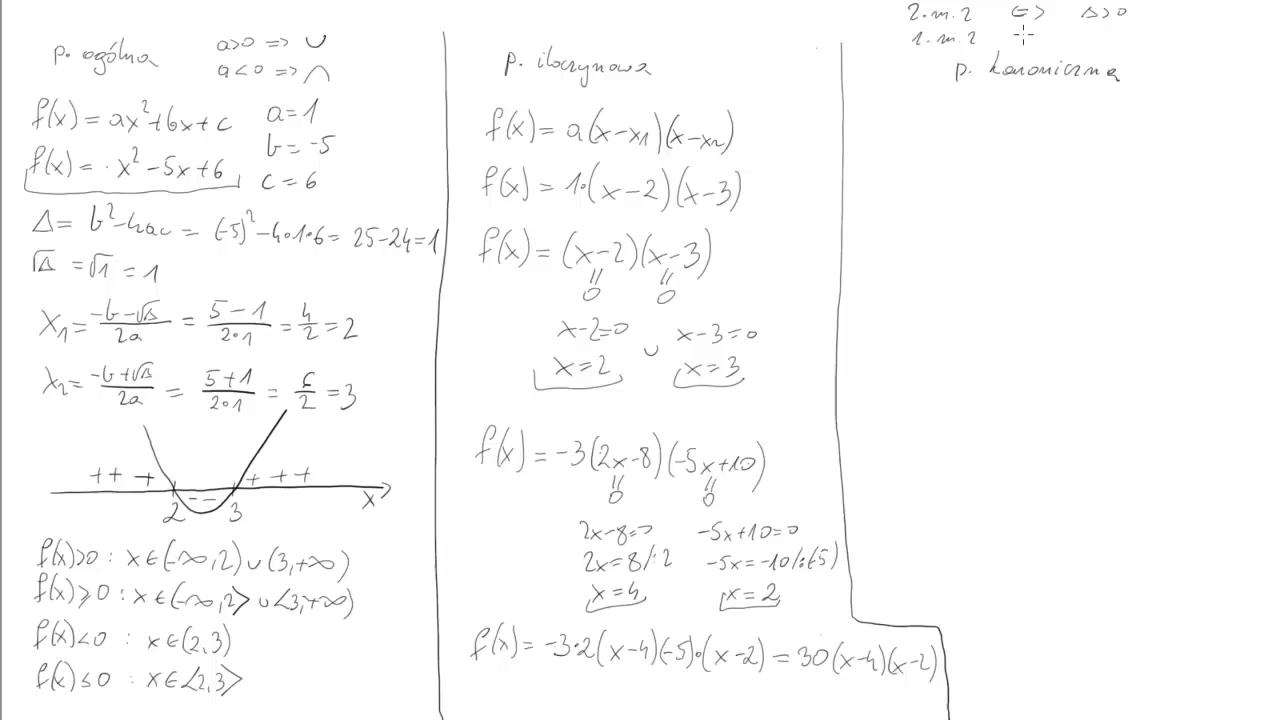 p. ogólna
a>0 => ∪
a<0 => ∩
f(x) = ax²+bx+c
a=1
f(x) = x²-5x+6
b=-5
c=6
Δ= b²-4ac = (-5)²-4·1·6= 25-24=1
√Δ = √1 = 1
x₁= (-b-√Δ)/2a = (5-1)/2·1 = 4/2 = 2
x₂= (-b+√Δ)/2a = (5+1)/2·1 = 6/2 = 3
++ + -- + ++
2 3 x
f(x)>0 : x∈(-∞,2)∪(3,+∞)
f(x)⩾0 : x∈(-∞,2>∪<3,+∞)
f(x)<0 : x∈(2,3)
f(x)≤0 : x∈<2,3>
p. iloczynowa
f(x)= a(x-x₁)(x-x₂)
f(x) = 1·(x-2)(x-3)
f(x)= (x-2)(x-3)
= =
0 0
x-2=0 ∪ x-3=0
x=2 x=3
f(x)= -3(2x-8)(-5x+10)
= =
0 0
2x-8=0 -5x+10=0
2x=8/:2 -5x=-10/:(-5)
x=4 x=2
f(x)= -3·2(x-4)(-5)·(x-2) = 30(x-4)(x-2)
2.m.z <=> Δ>0
1.m.z
p. kanoniczna